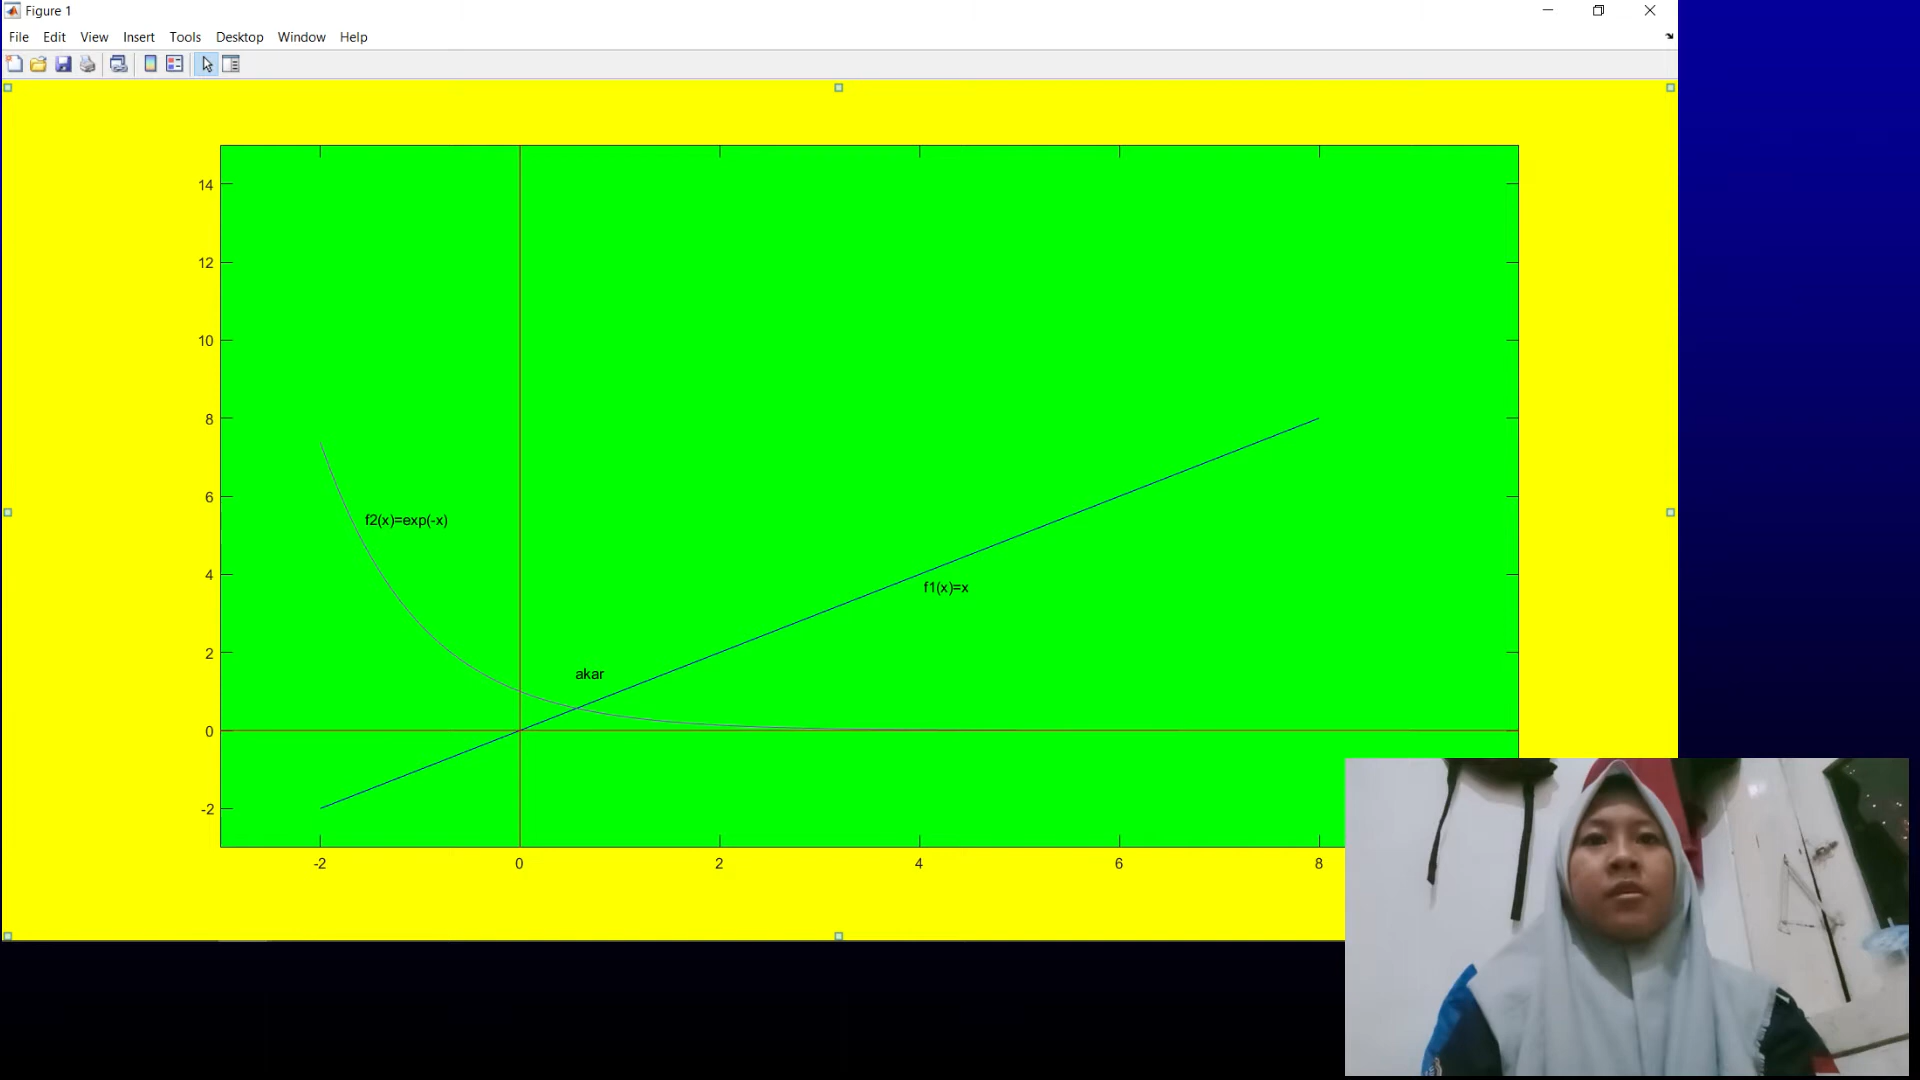 Figure 1
File Edit View Insert Tools Desktop Window Help
14
12
10
8
6
4
2
0
-2
f2(x)=exp(-x)
f1(x)=x
akar
-2 0 2 4 6 8